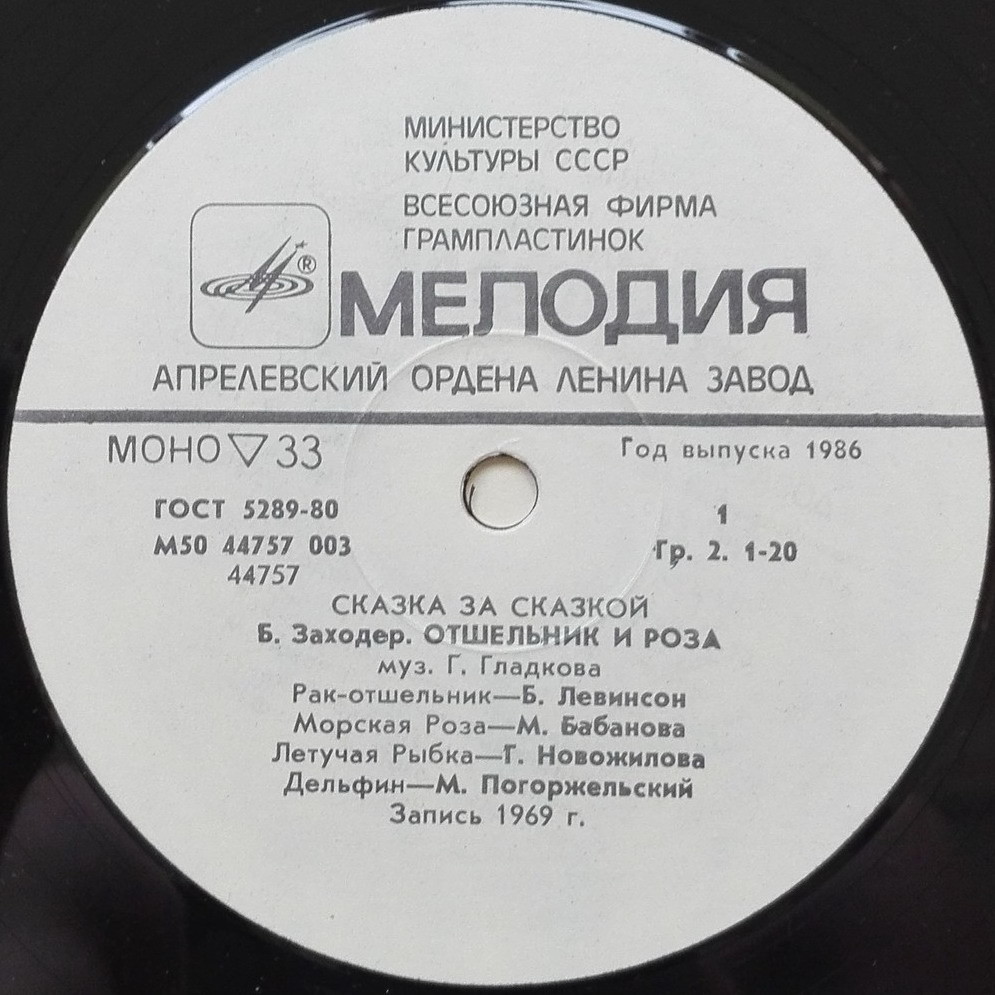 МИНИСТЕРСТВО
КУЛЬТУРЫ СССР
ВСЕСОЮЗНАЯ ФИРМА
ГРАМПЛАСТИНОК
®
МЕЛОДИЯ
АПРЕЛЕВСКИЙ ОРДЕНА ЛЕНИНА ЗАВОД
МОНО ▽ 33
Год выпуска 1986
ГОСТ 5289-80
1
М50 44757 003
Гр. 2. 1-20
44757
СКАЗКА ЗА СКАЗКОЙ
Б. Заходер. ОТШЕЛЬНИК И РОЗА
муз. Г. Гладкова
Рак-отшельник—Б. Левинсон
Морская Роза—М. Бабанова
Летучая Рыбка—Г. Новожилова
Дельфин—М. Погоржельский
Запись 1969 г.